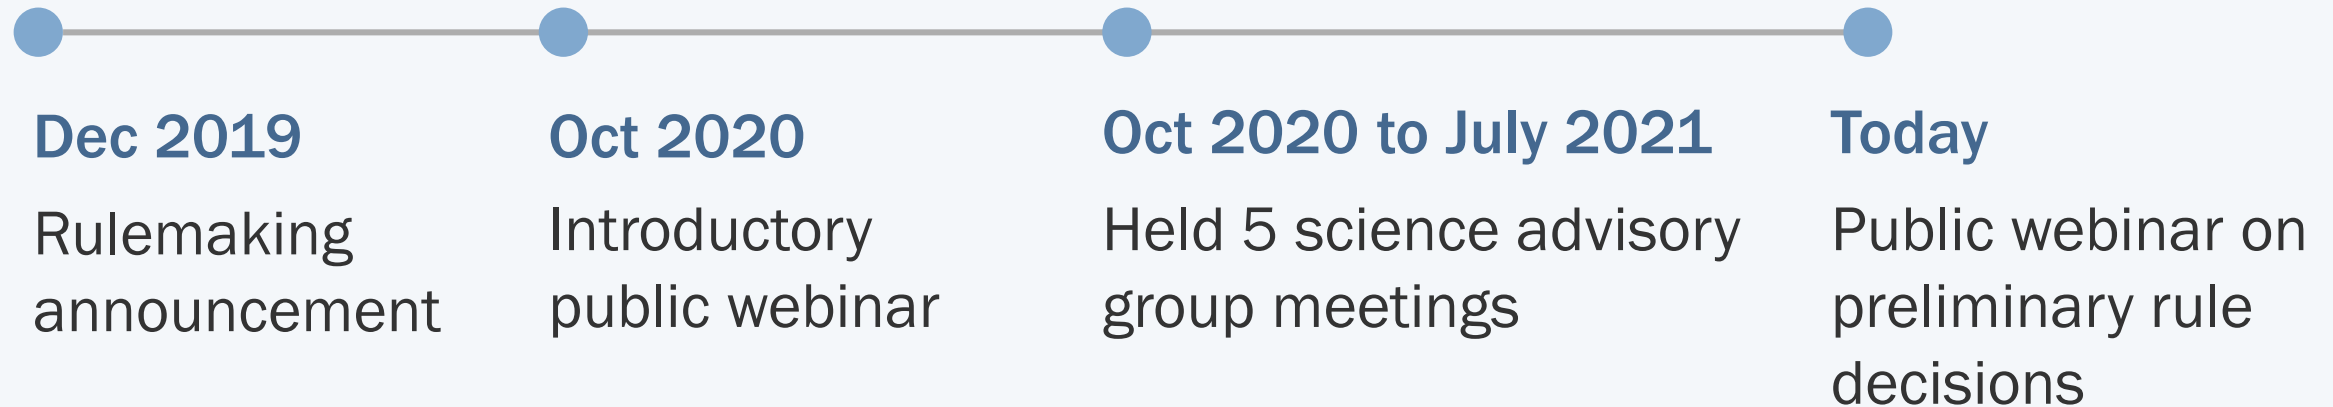 Dec 2019
Rulemaking
announcement
Oct 2020
Introductory
public webinar
Oct 2020 to July 2021
Held 5 science advisory
group meetings
Today
Public webinar on
preliminary rule
decisions